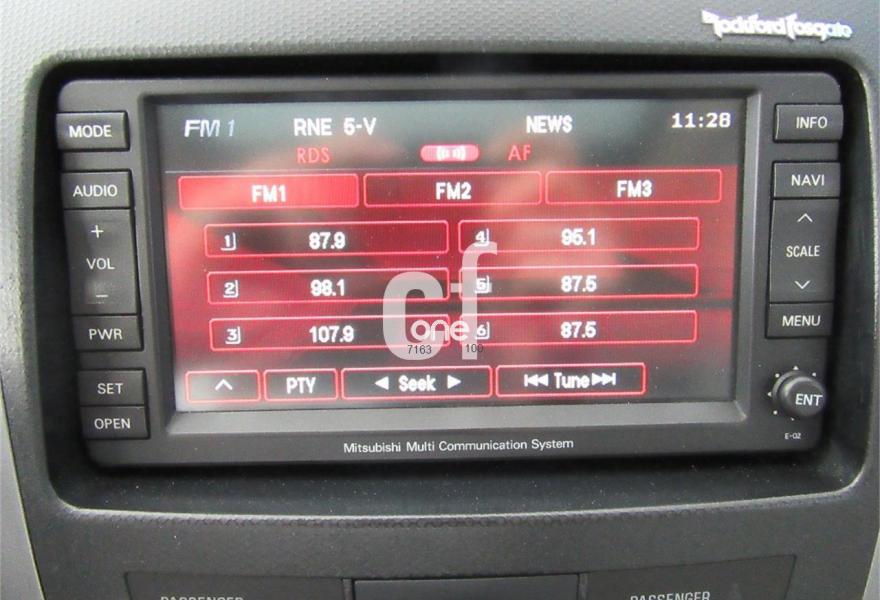 Rockford Fosgate
MODE
FM 1 RNE 5-V NEWS 11:28
INFO
RDS AF
AUDIO
FM1 FM2 FM3
NAVI
+
VOL
−
1 87.9 4 95.1
2 98.1 5 87.5
3 107.9 6 87.5
SCALE
cf
one
7163 100
PWR
MENU
SET
PTY ◀ Seek ▶ Tune
ENT
OPEN
E-02
Mitsubishi Multi Communication System
PASSENGER PASSENGER